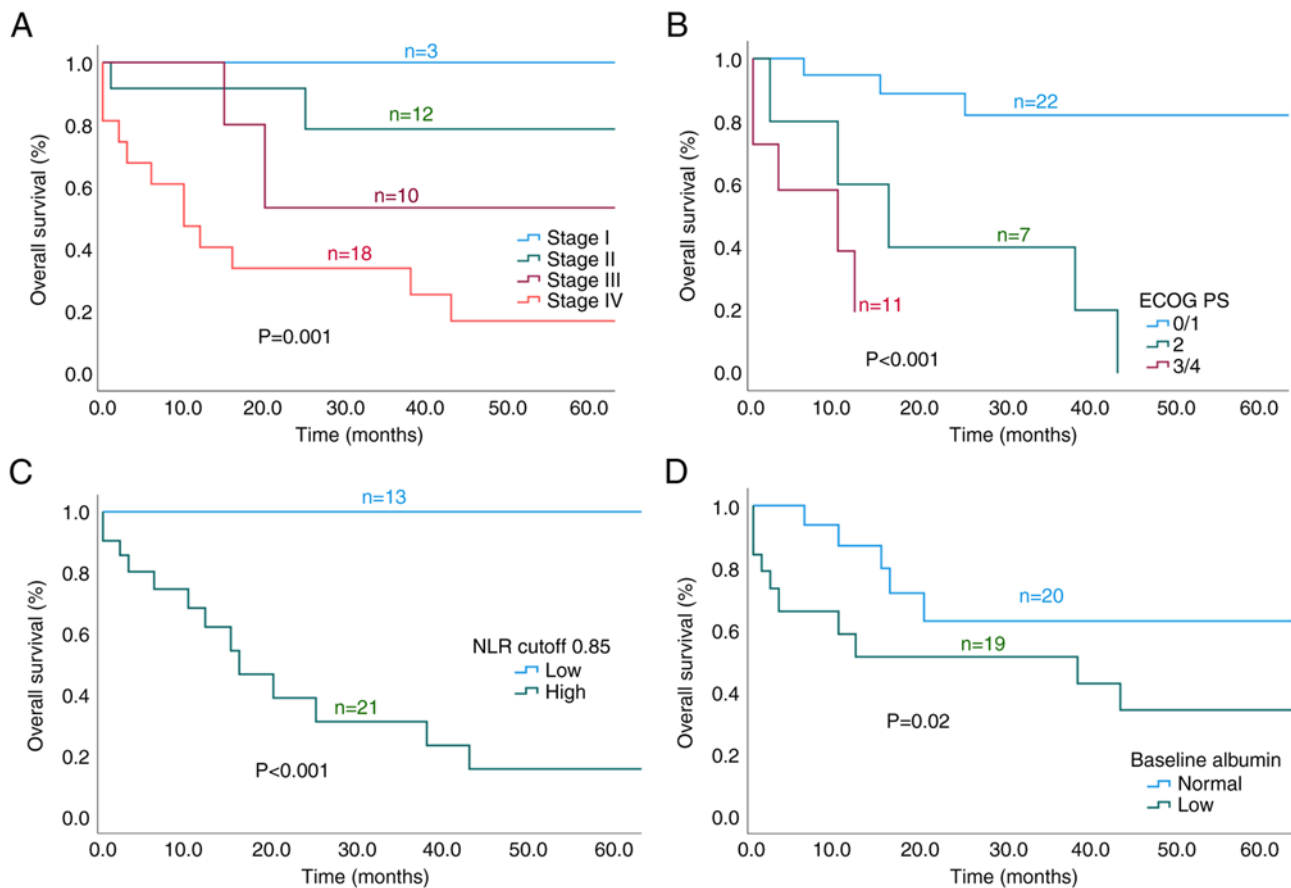 A
Overall survival (%)
1.0
0.8
0.6
0.4
0.2
0.0
n=3
n=12
n=10
n=18
Stage I
Stage II
Stage III
Stage IV
P=0.001
0.0 10.0 20.0 30.0 40.0 50.0 60.0
Time (months)
B
Overall survival (%)
1.0
0.8
0.6
0.4
0.2
0.0
n=22
n=7
n=11
ECOG PS
0/1
2
3/4
P<0.001
0.0 10.0 20.0 30.0 40.0 50.0 60.0
Time (months)
C
Overall survival (%)
1.0
0.8
0.6
0.4
0.2
0.0
n=13
NLR cutoff 0.85
Low
High
n=21
P<0.001
0.0 10.0 20.0 30.0 40.0 50.0 60.0
Time (months)
D
Overall survival (%)
1.0
0.8
0.6
0.4
0.2
0.0
n=20
n=19
P=0.02
Baseline albumin
Normal
Low
0.0 10.0 20.0 30.0 40.0 50.0 60.0
Time (months)